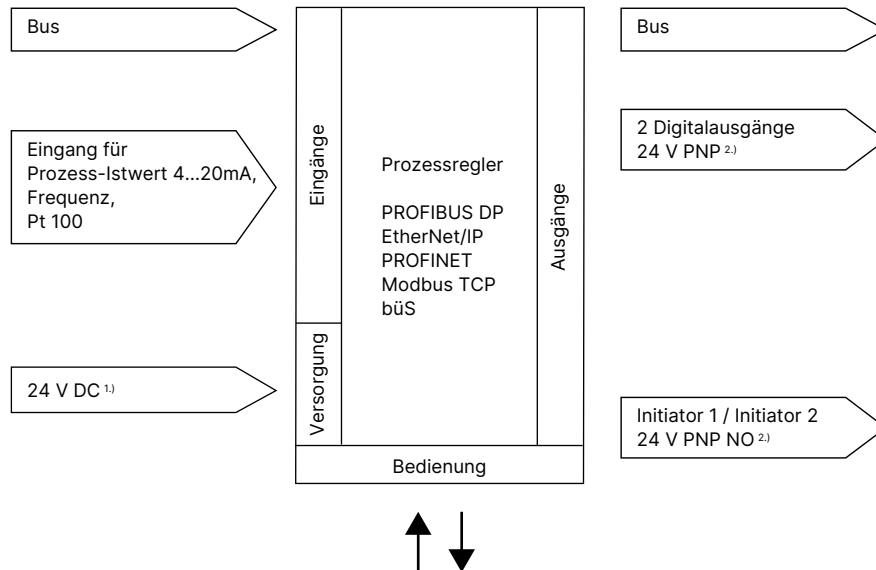 Bus
Eingang für
Prozess-Istwert 4...20mA,
Frequenz,
Pt 100
24 V DC 1.)
Eingänge
Versorgung
Prozessregler
PROFIBUS DP
EtherNet/IP
PROFINET
Modbus TCP
büS
Ausgänge
Bedienung
Bus
2 Digitalausgänge
24 V PNP 2.)
Initiator 1 / Initiator 2
24 V PNP NO 2.)